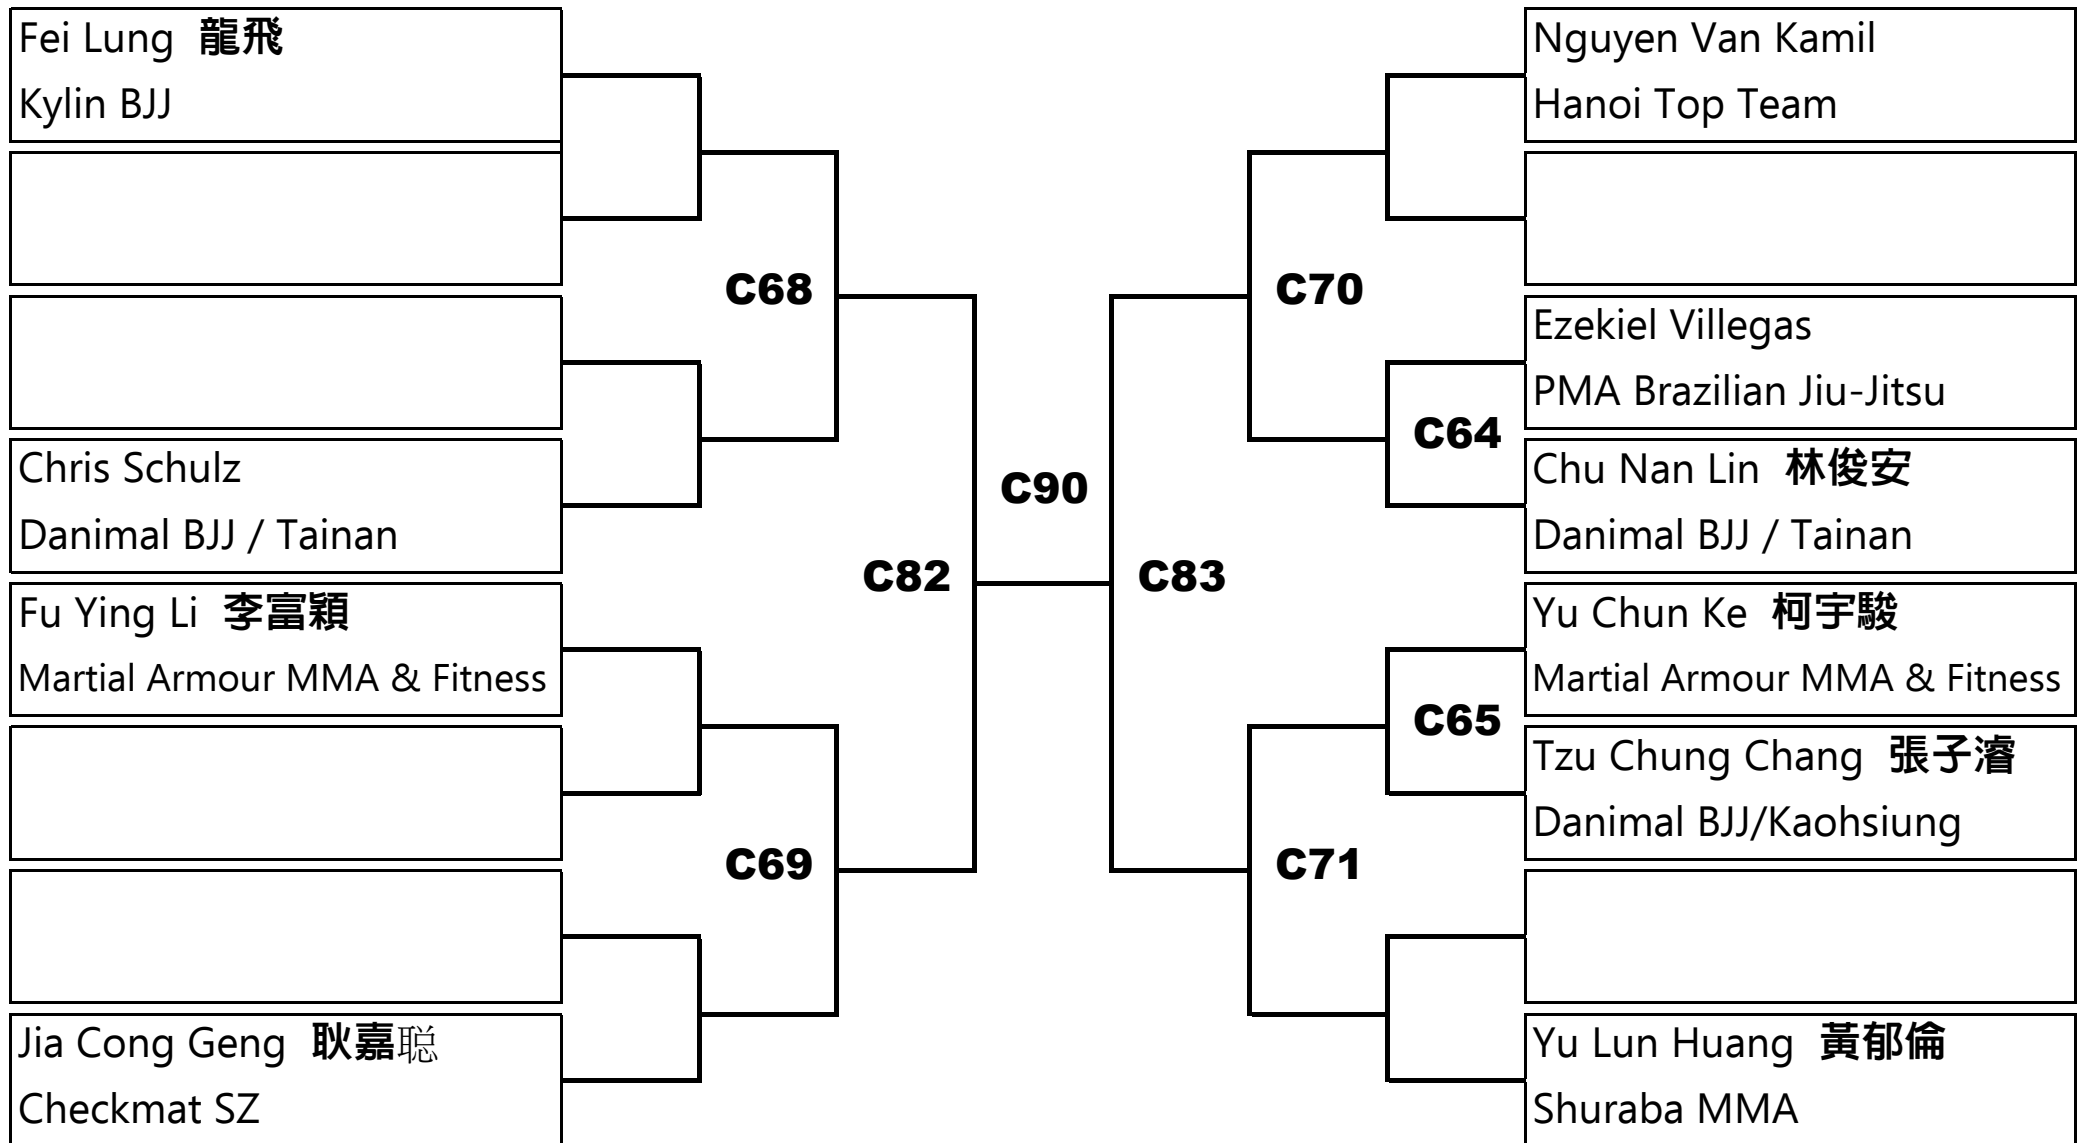 Fei Lung 龍飛
Kylin BJJ
Chris Schulz
Danimal BJJ / Tainan
Fu Ying Li 李富穎
Martial Armour MMA & Fitness
Jia Cong Geng 耿嘉聪
Checkmat SZ
C68
C69
C82
C90
C83
C70
C71
C64
C65
Nguyen Van Kamil
Hanoi Top Team
Ezekiel Villegas
PMA Brazilian Jiu-Jitsu
Chu Nan Lin 林俊安
Danimal BJJ / Tainan
Yu Chun Ke 柯宇駿
Martial Armour MMA & Fitness
Tzu Chung Chang 張子濬
Danimal BJJ/Kaohsiung
Yu Lun Huang 黃郁倫
Shuraba MMA